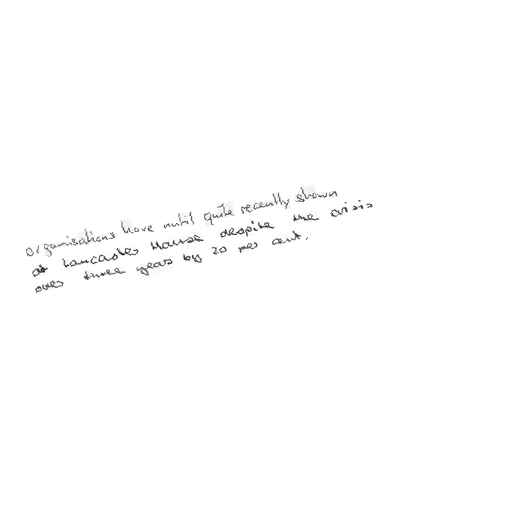 organisations have until quite recently shown
at Lancaster House despite the crisis
over three years by 20 per cent.